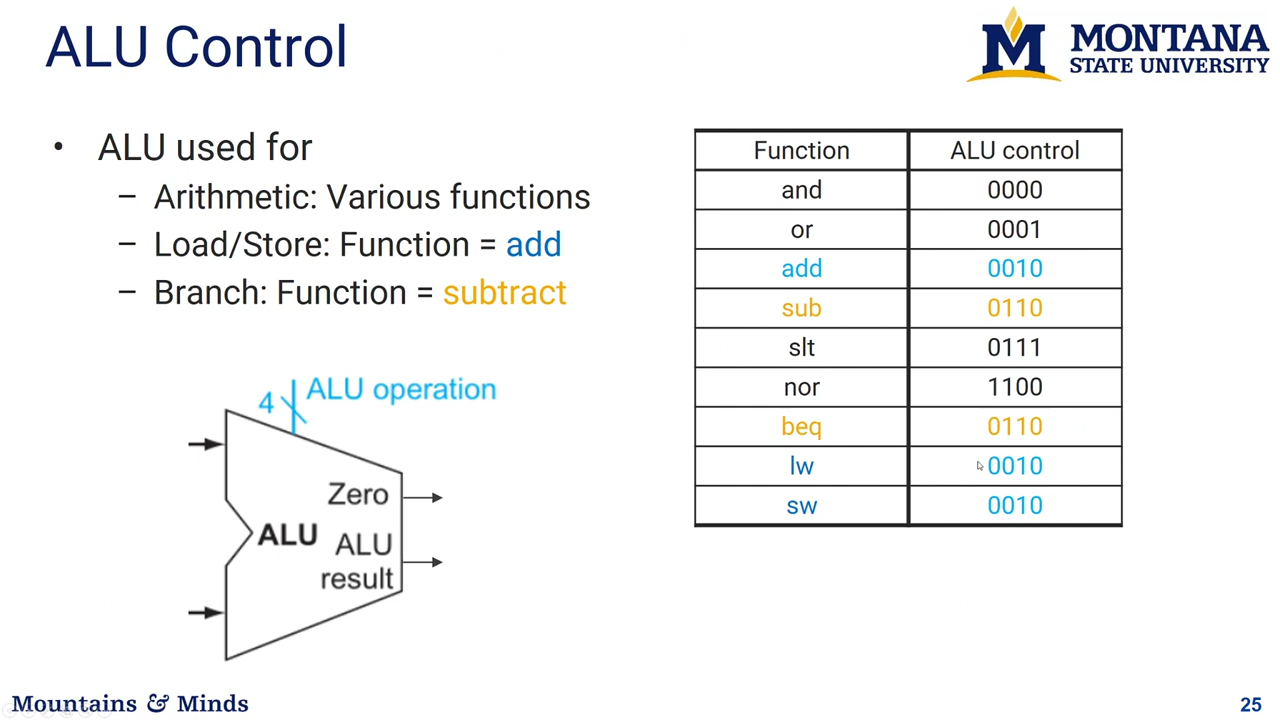 ALU Control
MONTANA
STATE UNIVERSITY
• ALU used for
– Arithmetic: Various functions
– Load/Store: Function = add
– Branch: Function = subtract
Function ALU control
and 0000
or 0001
add 0010
sub 0110
slt 0111
nor 1100
beq 0110
lw 0010
sw 0010
4 ALU operation
Zero
ALU ALU
result
Mountains & Minds
25